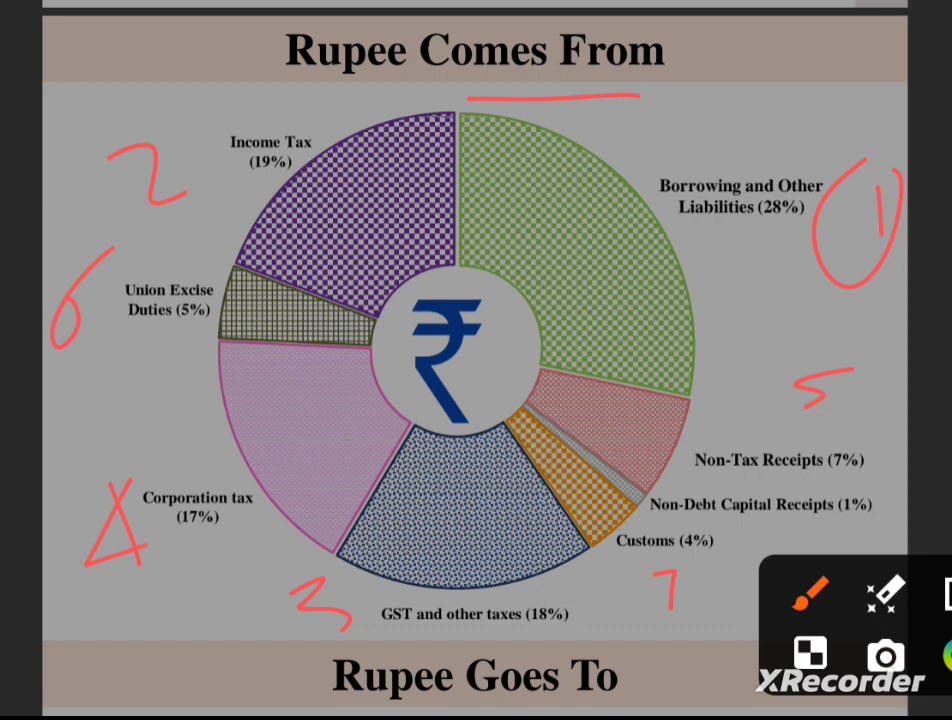 Rupee Comes From
Income Tax
(19%)
2
Borrowing and Other
Liabilities (28%)
1
6
Union Excise
Duties (5%)
₹
5
Non-Tax Receipts (7%)
Corporation tax
(17%)
4
Non-Debt Capital Receipts (1%)
Customs (4%)
3
7
GST and other taxes (18%)
Rupee Goes To
XRecorder